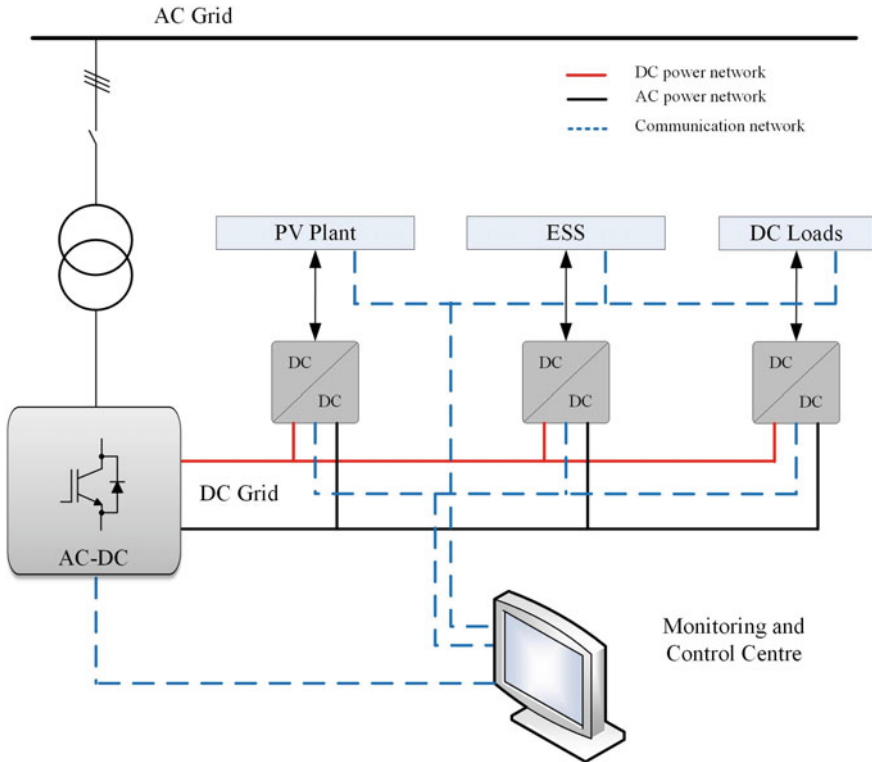 AC Grid
DC power network
AC power network
Communication network
PV Plant
ESS
DC Loads
DC
DC
DC
DC
DC
DC
DC Grid
AC-DC
Monitoring and
Control Centre